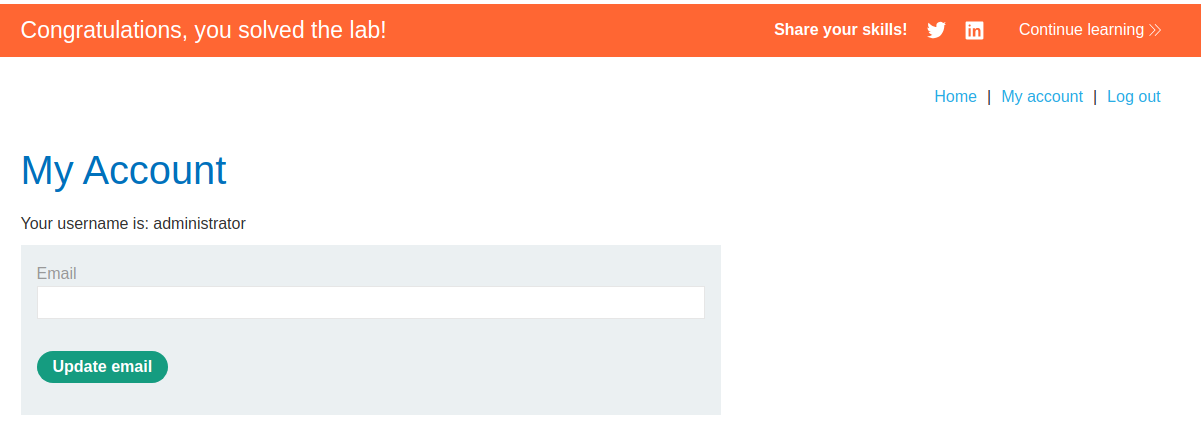 Congratulations, you solved the lab! Share your skills! Continue learning
Home | My account | Log out
My Account
Your username is: administrator
Email
Update email